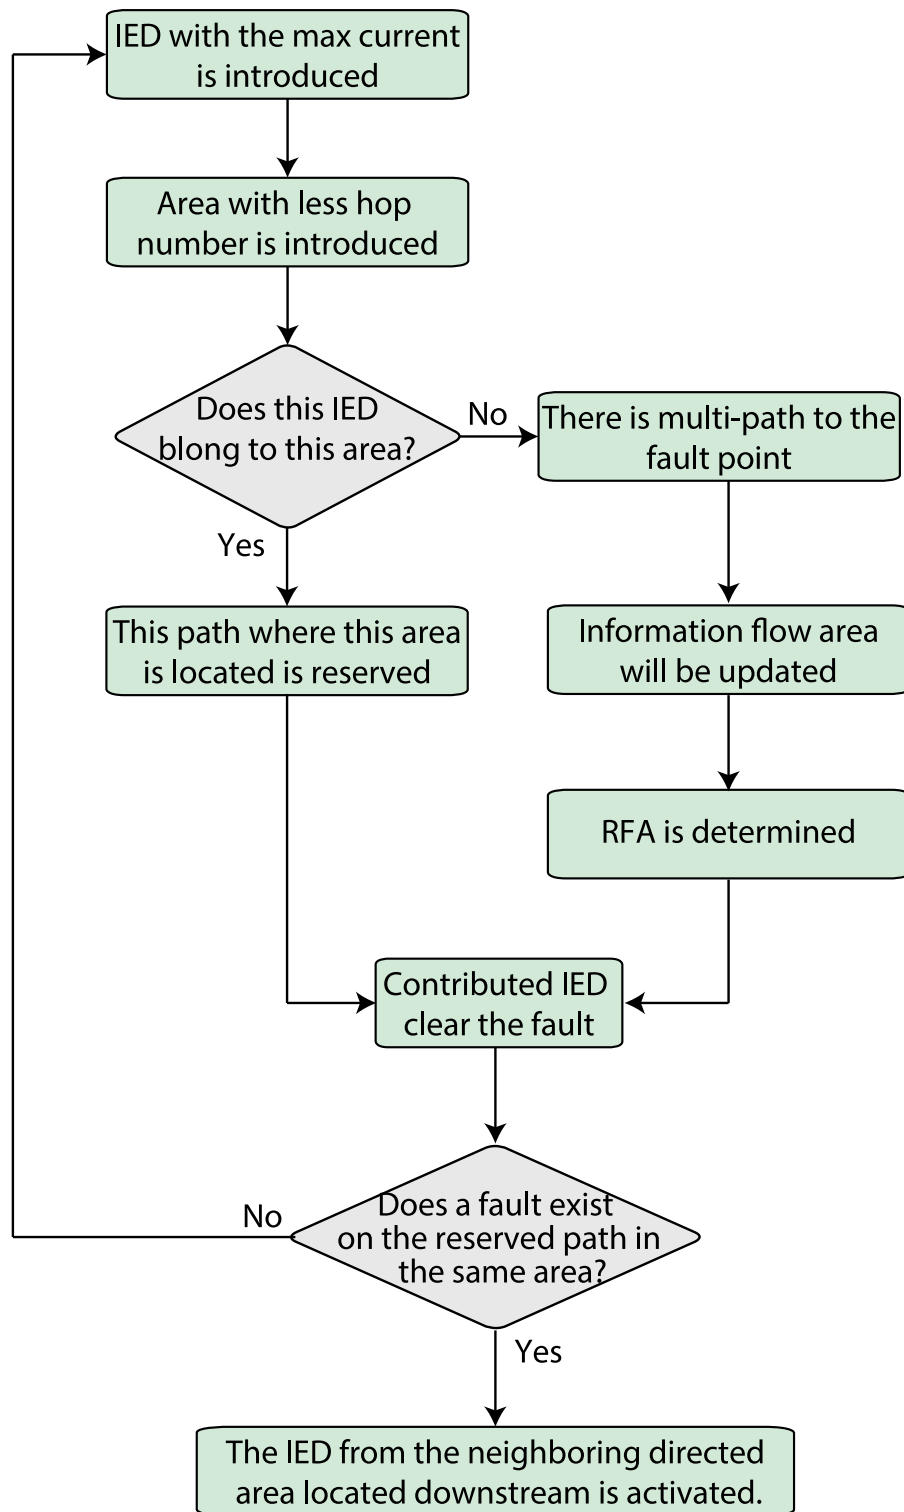 IED with the max current
is introduced
Area with less hop
number is introduced
Does this IED
blong to this area?
No
There is multi-path to the
fault point
Yes
This path where this area
is located is reserved
Information flow area
will be updated
RFA is determined
Contributed IED
clear the fault
Does a fault exist
on the reserved path in
the same area?
No
Yes
The IED from the neighboring directed
area located downstream is activated.